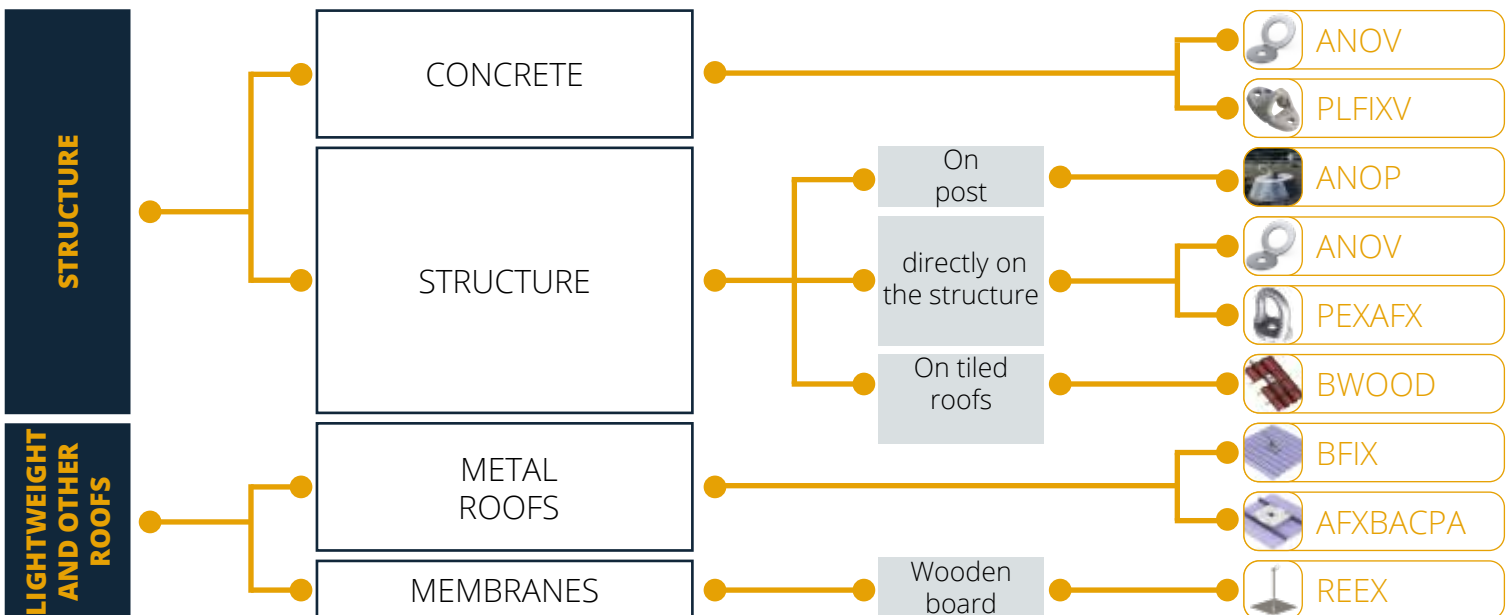 STRUCTURE
CONCRETE
ANOV
PLFIXV
STRUCTURE
On
post
ANOP
directly on
the structure
ANOV
PEXAFX
On tiled
roofs
BWOOD
LIGHTWEIGHT
AND OTHER
ROOFS
METAL
ROOFS
BFIX
AFXBACPA
MEMBRANES
Wooden
board
REEX